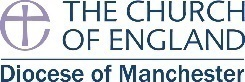 THE CHURCH
OF ENGLAND
Diocese of Manchester